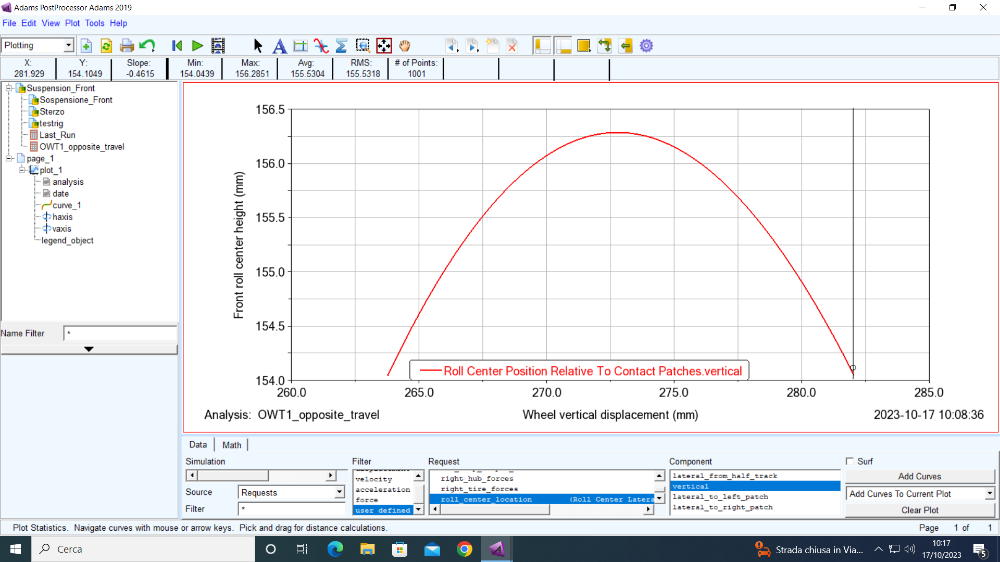 Adams PostProcessor Adams 2019
File Edit View Plot Tools Help
Plotting
X: Y: Slope: Min: Max: Avg: RMS: # of Points:
281.929 154.1049 -0.4615 154.0439 156.2851 155.5304 155.5318 1001
Suspension_Front
Sospensione_Front
Sterzo
testrig
Last_Run
OWT1_opposite_travel
page_1
plot_1
analysis
date
curve_1
haxis
vaxis
legend_object
Name Filter *
Front roll center height (mm)
156.5
156.0
155.5
155.0
154.5
154.0
Roll Center Position Relative To Contact Patches.vertical
260.0 265.0 270.0 275.0 280.0 285.0
Analysis: OWT1_opposite_travel Wheel vertical displacement (mm) 2023-10-17 10:08:36
Data Math
Simulation
Source Requests
Filter *
Filter
velocity
acceleration
force
user defined
Request
right_hub_forces
right_tire_forces
roll_center_location (Roll Center Latera
Component
lateral_from_half_track
vertical
lateral_to_left_patch
lateral_to_right_patch
Surf
Add Curves
Add Curves To Current Plot
Clear Plot
Plot Statistics. Navigate curves with mouse or arrow keys. Pick and drag for distance calculations. Page 1 of 1
Cerca
Strada chiusa in Via...
10:17
17/10/2023
5